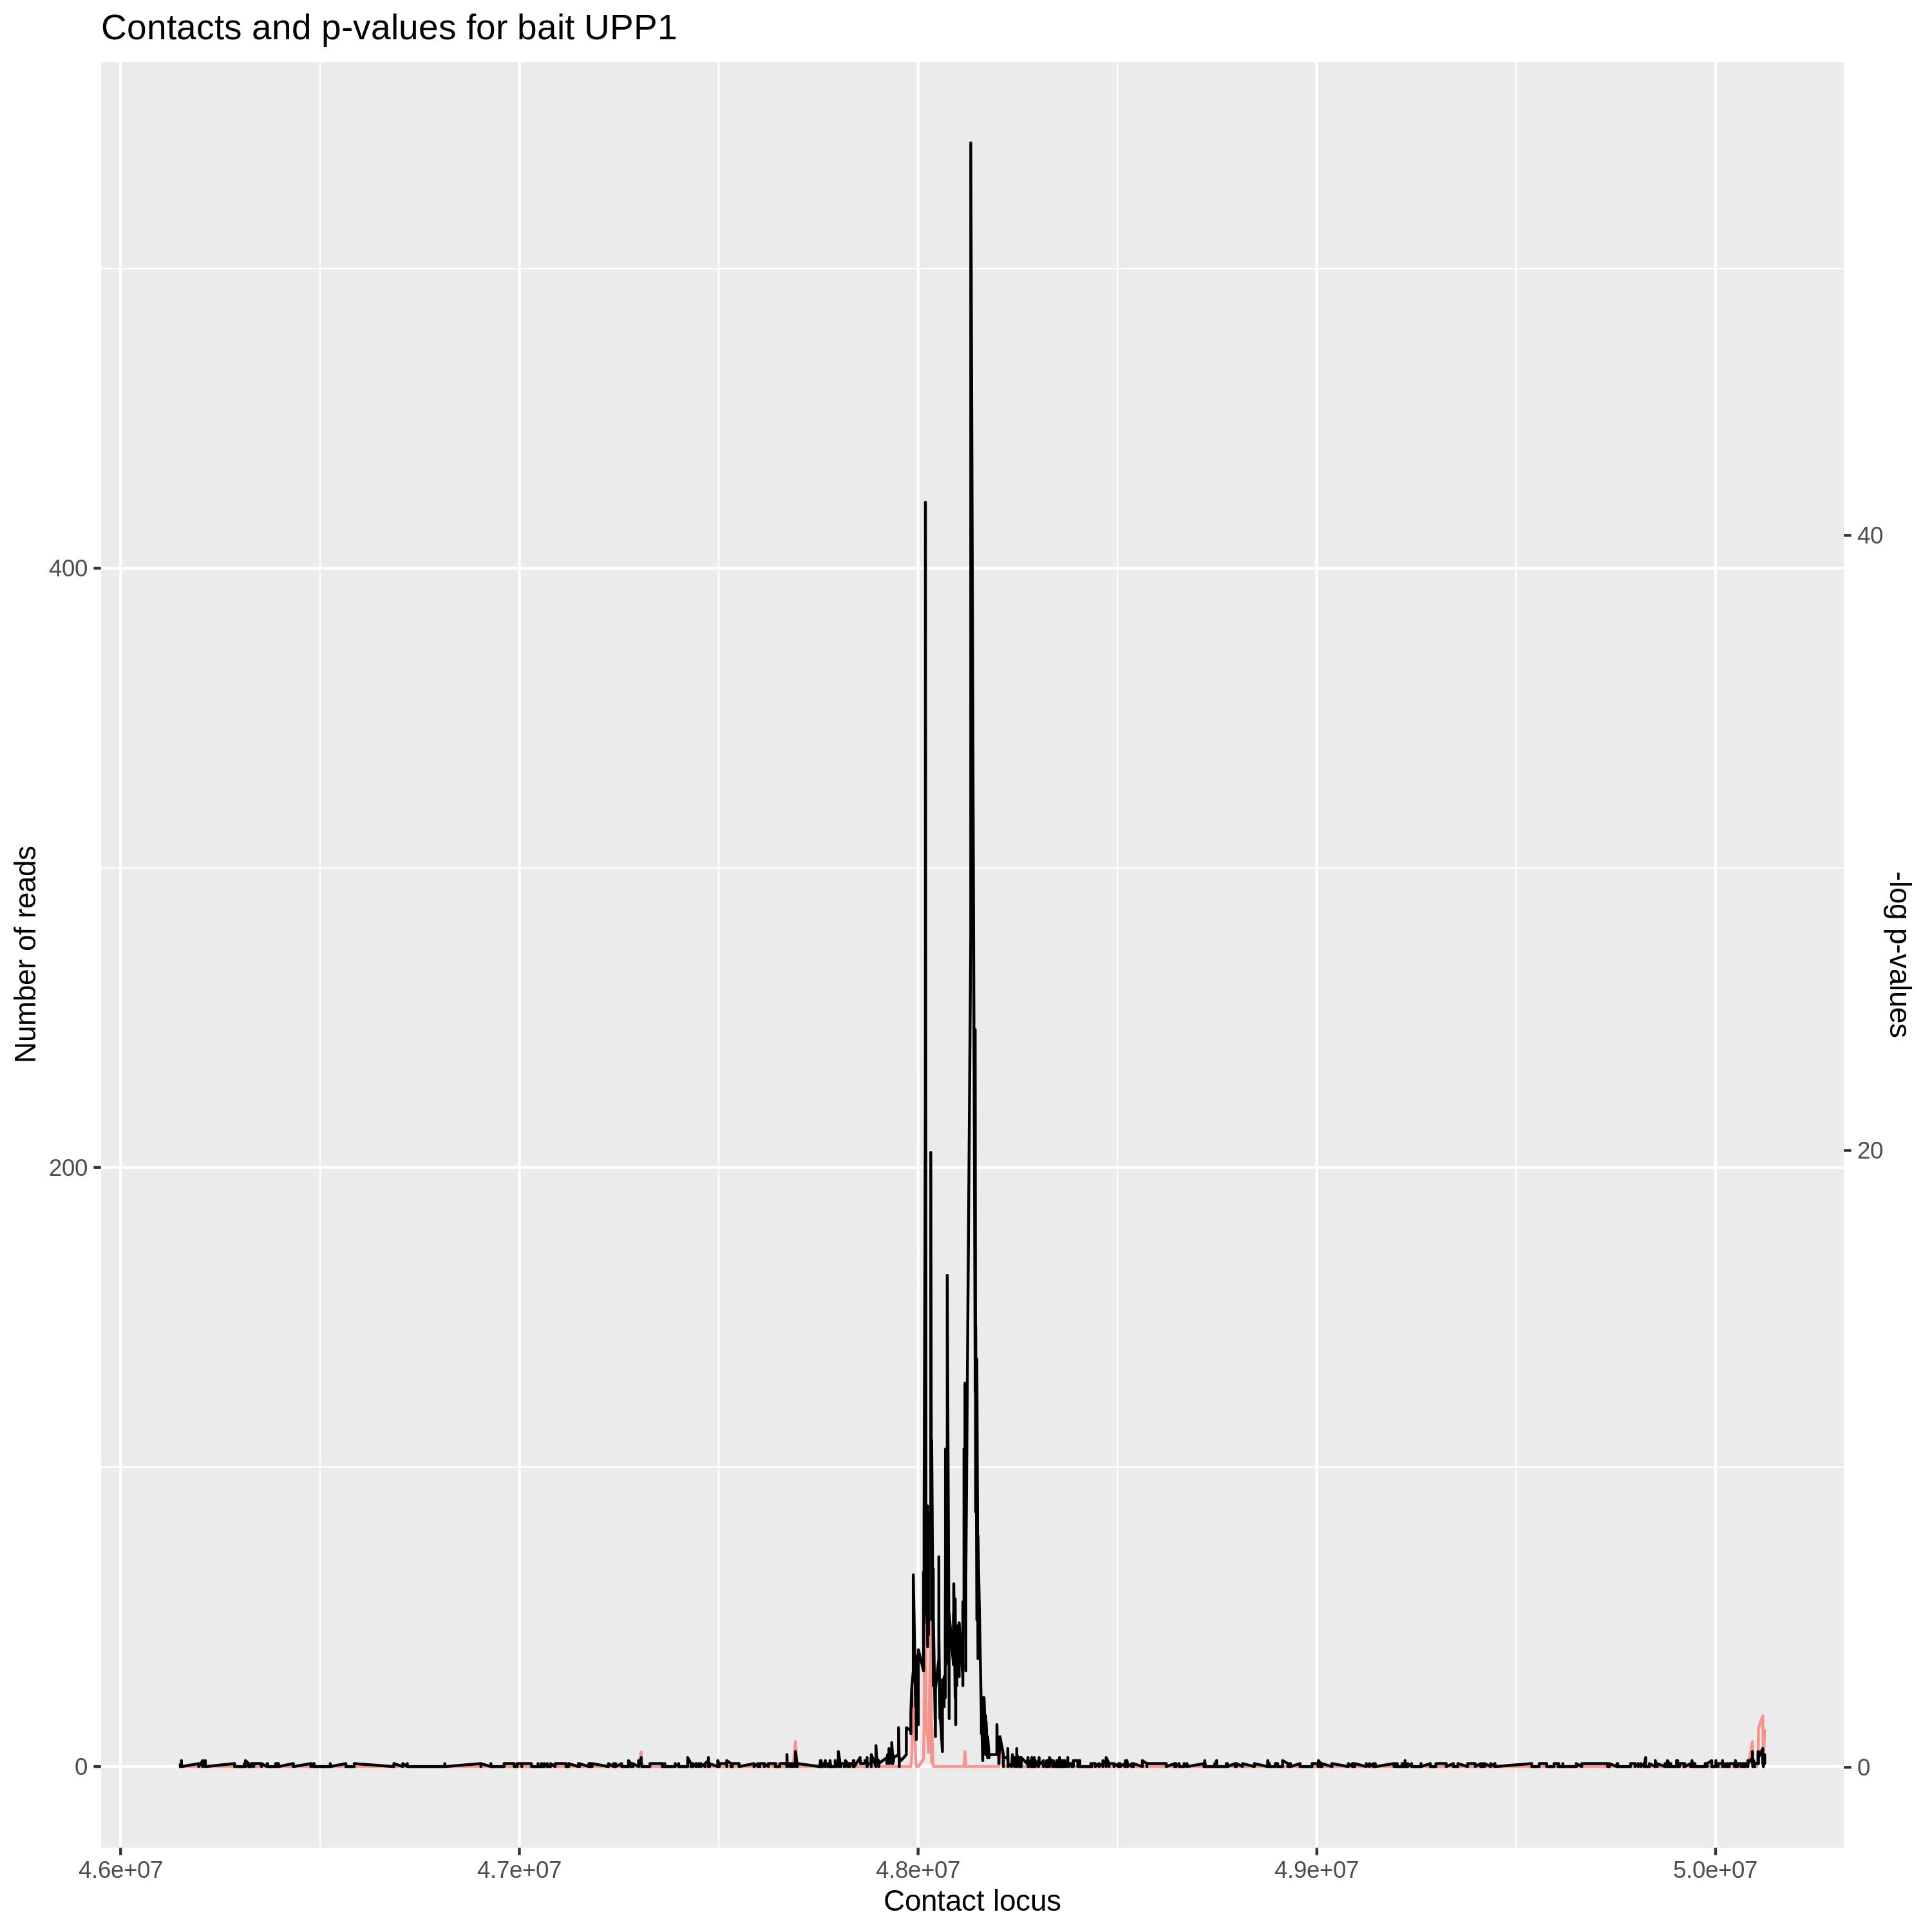 Contacts and p-values for bait UPP1
Number of reads
400
200
0
40
20
0
-log p-values
4.6e+07
4.7e+07
4.8e+07
4.9e+07
5.0e+07
Contact locus